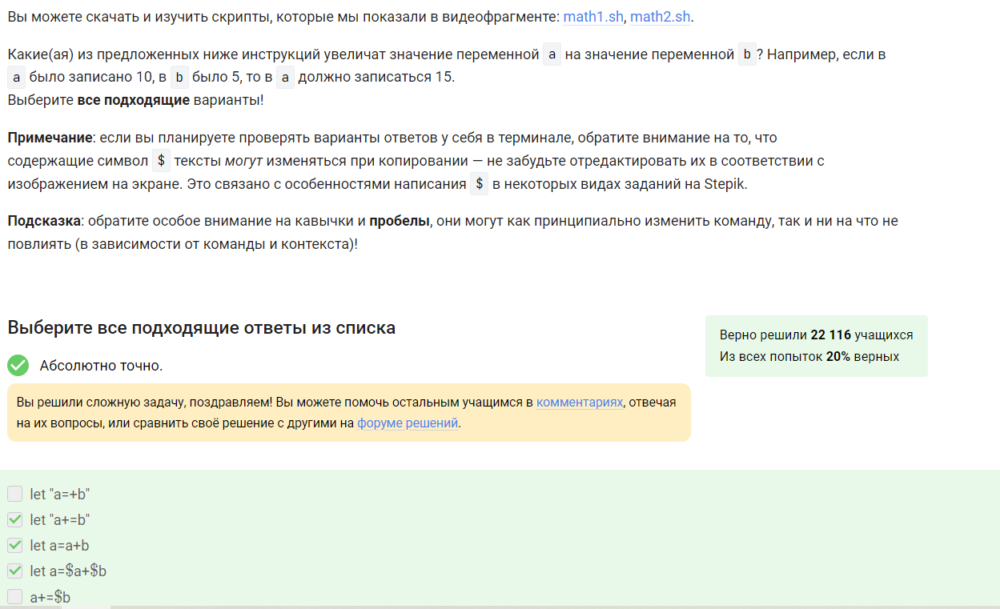 Вы можете скачать и изучить скрипты, которые мы показали в видеофрагменте: math1.sh, math2.sh.
Какие(ая) из предложенных ниже инструкций увеличат значение переменной a на значение переменной b? Например, если в
a было записано 10, в b было 5, то в a должно записаться 15.
Выберите все подходящие варианты!
Примечание: если вы планируете проверять варианты ответов у себя в терминале, обратите внимание на то, что
содержащие символ $ тексты могут изменяться при копировании — не забудьте отредактировать их в соответствии с
изображением на экране. Это связано с особенностями написания $ в некоторых видах заданий на Stepik.
Подсказка: обратите особое внимание на кавычки и пробелы, они могут как принципиально изменить команду, так и ни на что не
повлиять (в зависимости от команды и контекста)!
Выберите все подходящие ответы из списка
Верно решили 22 116 учащихся
Из всех попыток 20% верных
Абсолютно точно.
Вы решили сложную задачу, поздравляем! Вы можете помочь остальным учащимся в комментариях, отвечая
на их вопросы, или сравнить своё решение с другими на форуме решений.
let "a=+b"
let "a+=b"
let a=a+b
let a=$a+$b
a+=$b